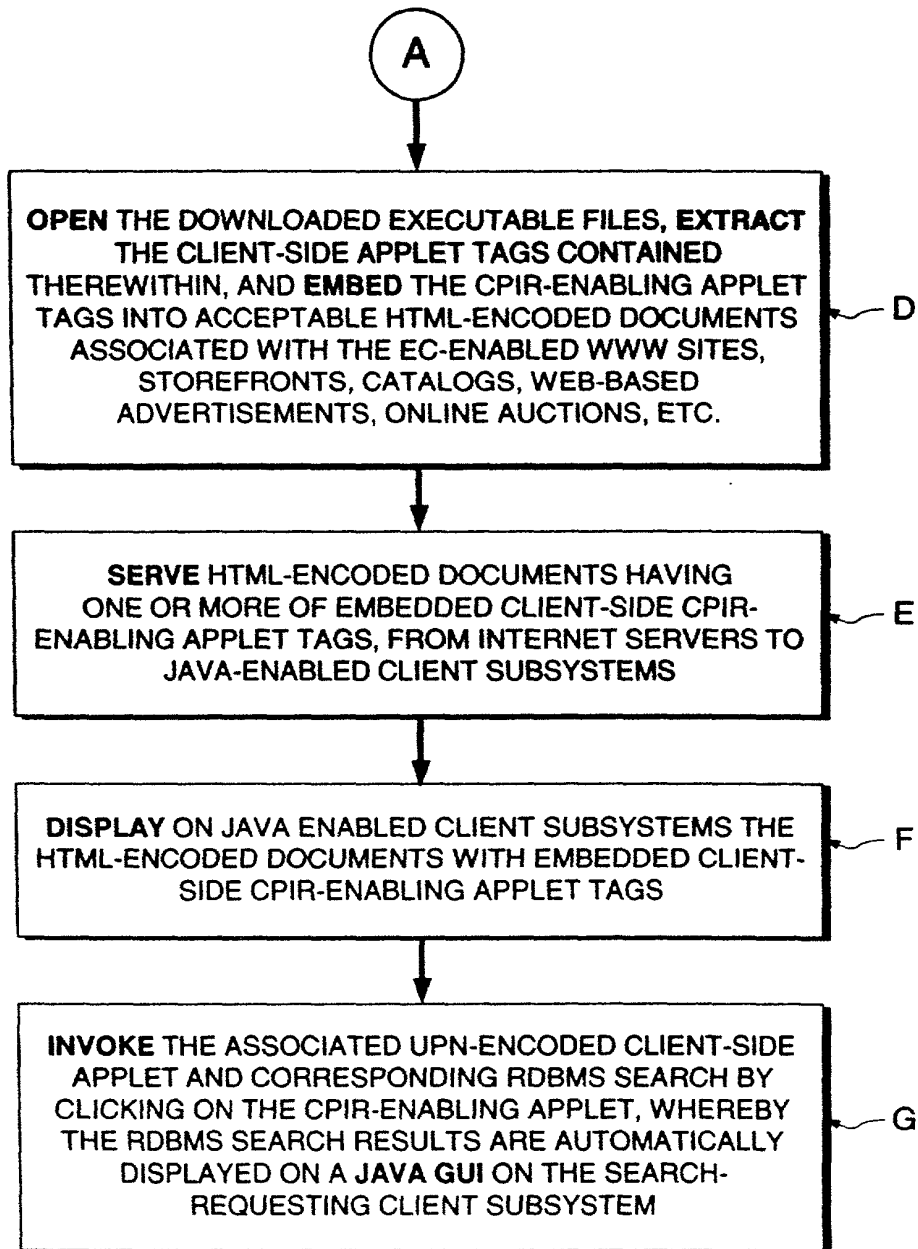 A
OPEN THE DOWNLOADED EXECUTABLE FILES, EXTRACT
THE CLIENT-SIDE APPLET TAGS CONTAINED
THEREWITHIN, AND EMBED THE CPIR-ENABLING APPLET
TAGS INTO ACCEPTABLE HTML-ENCODED DOCUMENTS
ASSOCIATED WITH THE EC-ENABLED WWW SITES,
STOREFRONTS, CATALOGS, WEB-BASED
ADVERTISEMENTS, ONLINE AUCTIONS, ETC.
D
SERVE HTML-ENCODED DOCUMENTS HAVING
ONE OR MORE OF EMBEDDED CLIENT-SIDE CPIR-
ENABLING APPLET TAGS, FROM INTERNET SERVERS TO
JAVA-ENABLED CLIENT SUBSYSTEMS
E
DISPLAY ON JAVA ENABLED CLIENT SUBSYSTEMS THE
HTML-ENCODED DOCUMENTS WITH EMBEDDED CLIENT-
SIDE CPIR-ENABLING APPLET TAGS
F
INVOKE THE ASSOCIATED UPN-ENCODED CLIENT-SIDE
APPLET AND CORRESPONDING RDBMS SEARCH BY
CLICKING ON THE CPIR-ENABLING APPLET, WHEREBY
THE RDBMS SEARCH RESULTS ARE AUTOMATICALLY
DISPLAYED ON A JAVA GUI ON THE SEARCH-
REQUESTING CLIENT SUBSYSTEM
G